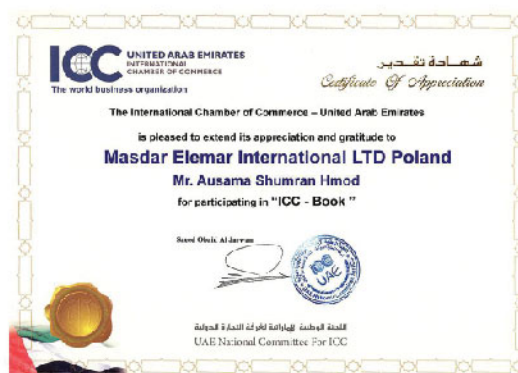 ICC
UNITED ARAB EMIRATES
INTERNATIONAL
CHAMBER OF COMMERCE
The world business organization
شهادة تقدير
Certificate Of Appreciation
The International Chamber of Commerce – United Arab Emirates
is pleased to extend its appreciation and gratitude to
Masdar Elemar International LTD Poland
Mr. Ausama Shumran Hmod
for participating in "ICC - Book "
Saeed Obaid
ICC
UAE
اللجنة الوطنية الإماراتية لغرفة التجارة الدولية
UAE National Committee For ICC